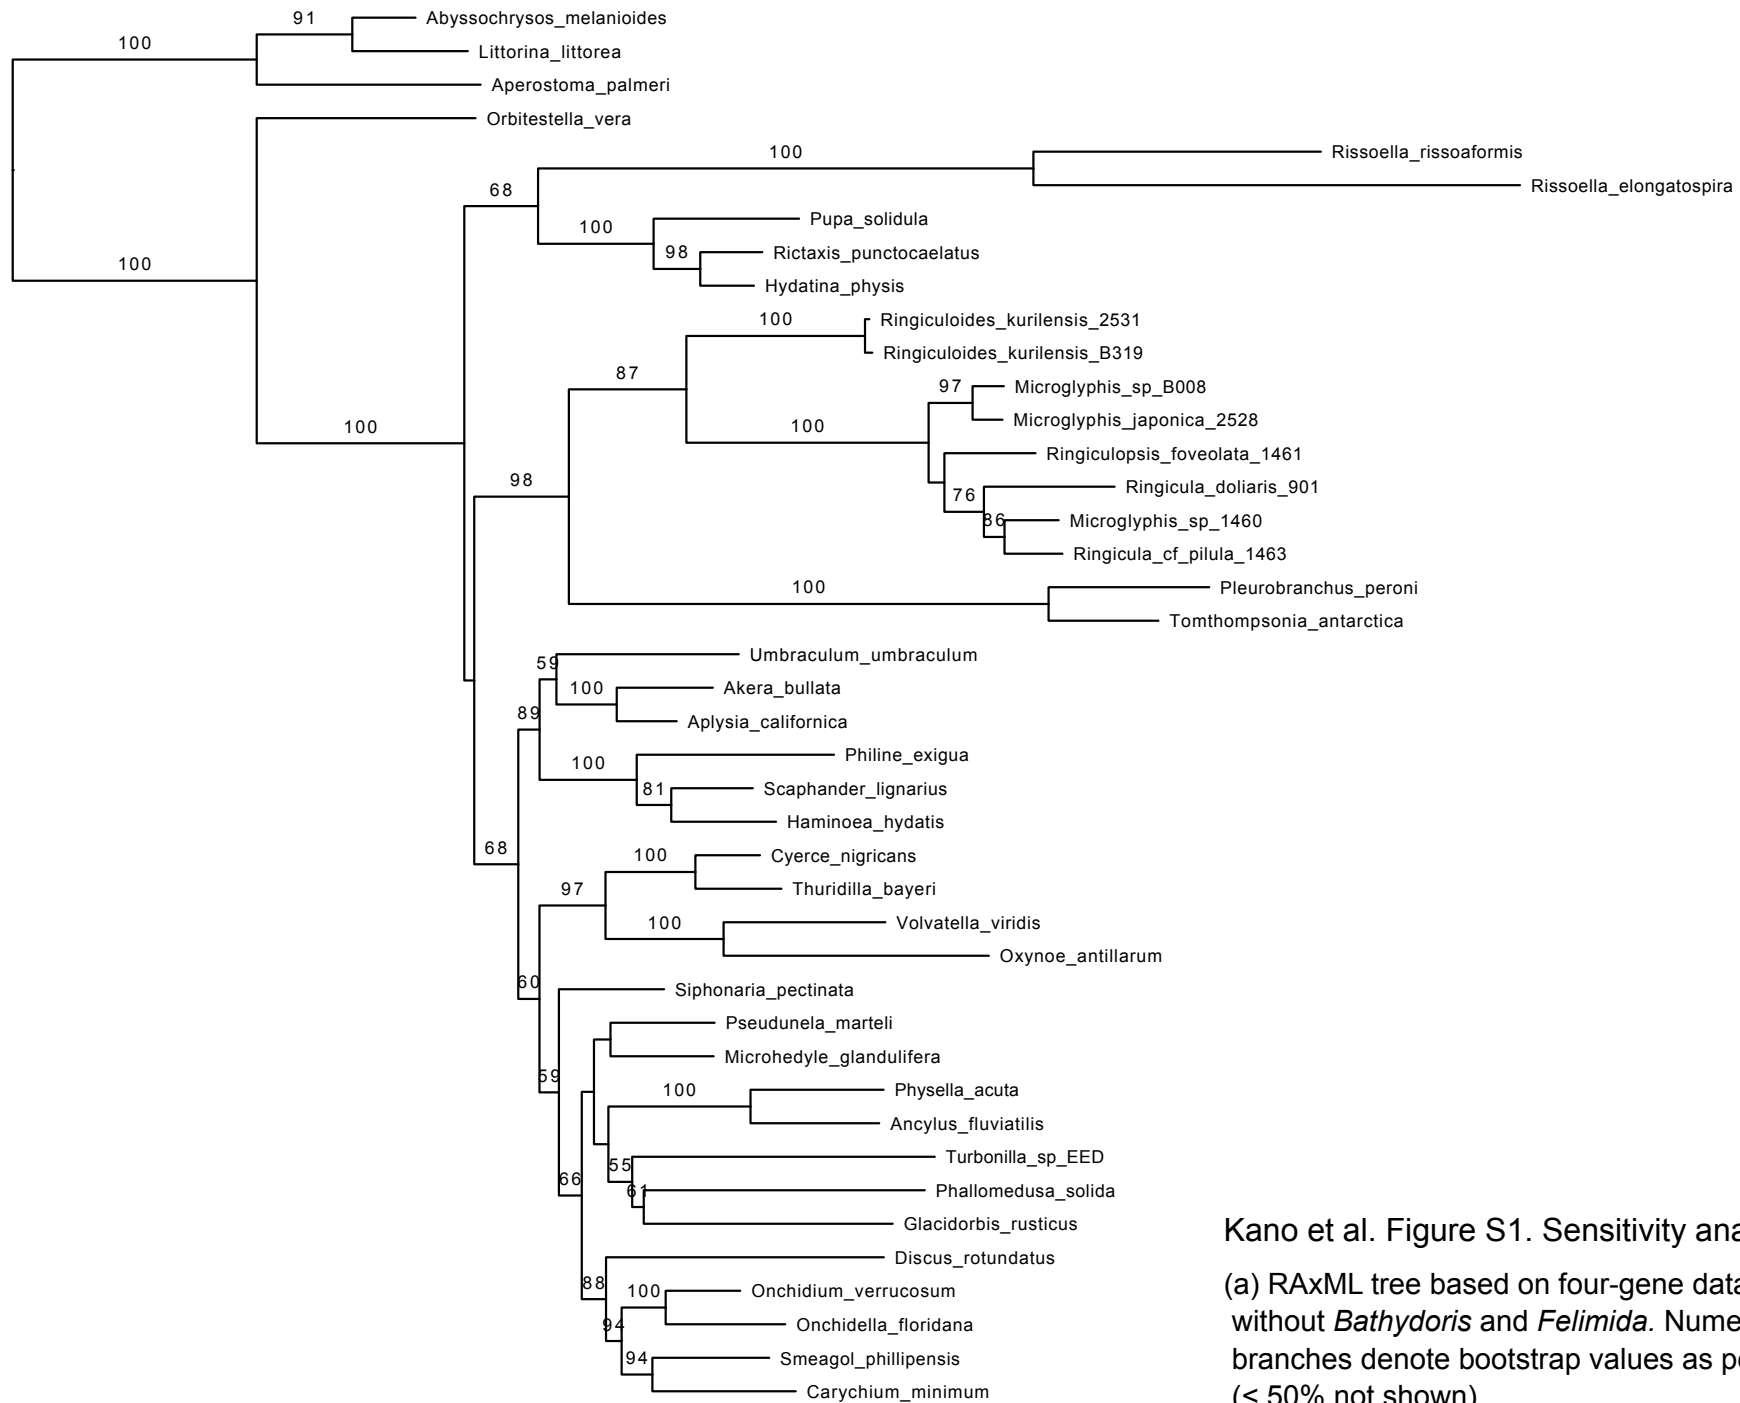 91
Abyssochrysos_melanioides
100
Littorina_littorea
Aperostoma_palmeri
Orbitestella_vera
100
Rissoella_rissoaformis
68
Rissoella_elongatospira
Pupa_solidula
100
98
Rictaxis_punctocaelatus
100
Hydatina_physis
100
Ringiculoides_kurilensis_2531
Ringiculoides_kurilensis_B319
87
97
Microglyphis_sp_B008
100
100
Microglyphis_japonica_2528
Ringiculopsis_foveolata_1461
98
76
Ringicula_doliaris_901
86
Microglyphis_sp_1460
Ringicula_cf_pilula_1463
100
Pleurobranchus_peroni
Tomthompsonia_antarctica
59
Umbraculum_umbraculum
100
Akera_bullata
89
Aplysia_californica
100
Philine_exigua
81
Scaphander_lignarius
Haminoea_hydatis
68
100
Cyerce_nigricans
97
Thuridilla_bayeri
100
Volvatella_viridis
Oxynoe_antillarum
60
Siphonaria_pectinata
Pseudunela_marteli
Microhedyle_glandulifera
59
100
Physella_acuta
Ancylus_fluviatilis
55
Turbonilla_sp_EED
66
61
Phallomedusa_solida
Glacidorbis_rusticus
Discus_rotundatus
88
100
Onchidium_verrucosum
94
Onchidella_floridana
94
Smeagol_phillipensis
Carychium_minimum
Kano et al. Figure S1. Sensitivity ana
(a) RAxML tree based on four-gene data
without Bathydoris and Felimida. Nume
branches denote bootstrap values as pe
(< 50% not shown)